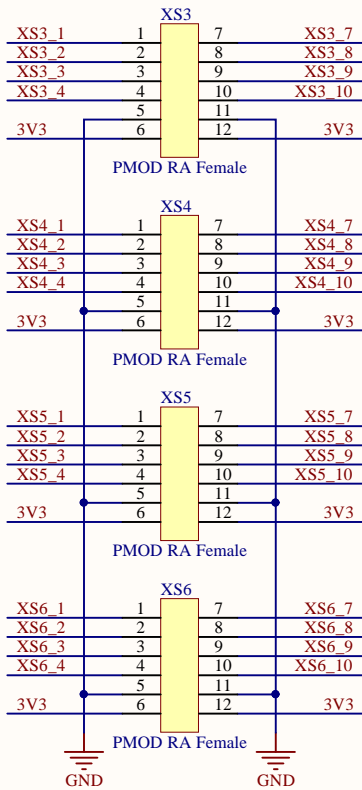 XS3
XS3_1 1 7 XS3_7
XS3_2 2 8 XS3_8
XS3_3 3 9 XS3_9
XS3_4 4 10 XS3_10
5 11
3V3 6 12 3V3
PMOD RA Female
XS4
XS4_1 1 7 XS4_7
XS4_2 2 8 XS4_8
XS4_3 3 9 XS4_9
XS4_4 4 10 XS4_10
5 11
3V3 6 12 3V3
PMOD RA Female
XS5
XS5_1 1 7 XS5_7
XS5_2 2 8 XS5_8
XS5_3 3 9 XS5_9
XS5_4 4 10 XS5_10
5 11
3V3 6 12 3V3
PMOD RA Female
XS6
XS6_1 1 7 XS6_7
XS6_2 2 8 XS6_8
XS6_3 3 9 XS6_9
XS6_4 4 10 XS6_10
5 11
3V3 6 12 3V3
PMOD RA Female
GND GND